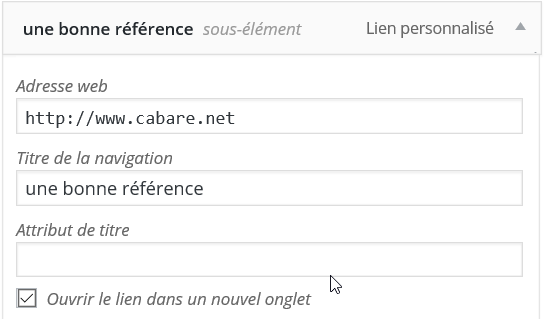 une bonne référence sous-élément Lien personnalisé
Adresse web
http://www.cabare.net
Titre de la navigation
une bonne référence
Attribut de titre
Ouvrir le lien dans un nouvel onglet